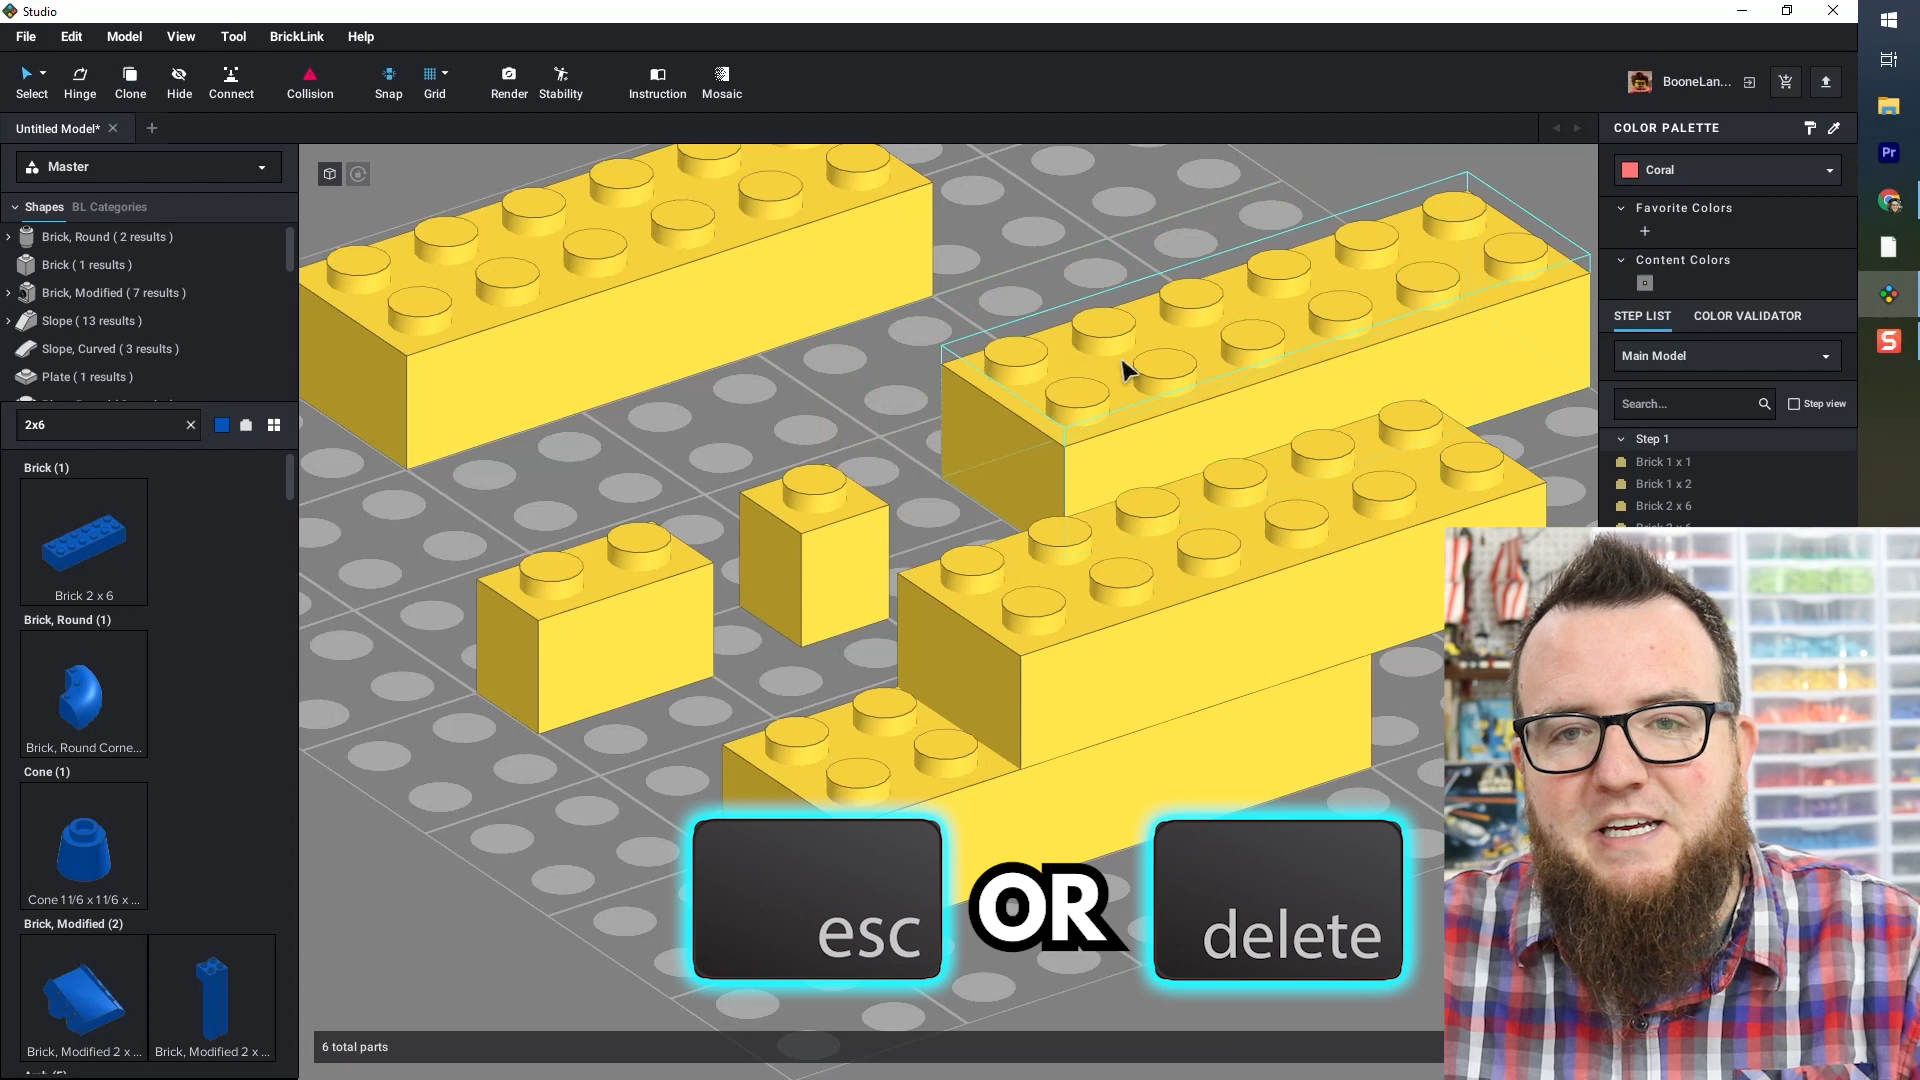 Studio
File Edit Model View Tool BrickLink Help
Select Hinge Clone Hide Connect Collision Snap Grid Render Stability Instruction Mosaic
BooneLan...
Untitled Model*
Master
Shapes BL Categories
Brick, Round ( 2 results )
Brick ( 1 results )
Brick, Modified ( 7 results )
Slope ( 13 results )
Slope, Curved ( 3 results )
Plate ( 1 results )
2x6
Brick (1)
Brick 2 x 6
Brick, Round (1)
Brick, Round Corne...
Cone (1)
Cone 1 1/6 x 1 1/6 x ...
Brick, Modified (2)
Brick, Modified 2 x ...
Brick, Modified 2 x ...
esc OR delete
6 total parts
COLOR PALETTE
Coral
Favorite Colors
Content Colors
STEP LIST COLOR VALIDATOR
Main Model
Search...
Step view
Step 1
Brick 1 x 1
Brick 1 x 2
Brick 2 x 6
Pr
S